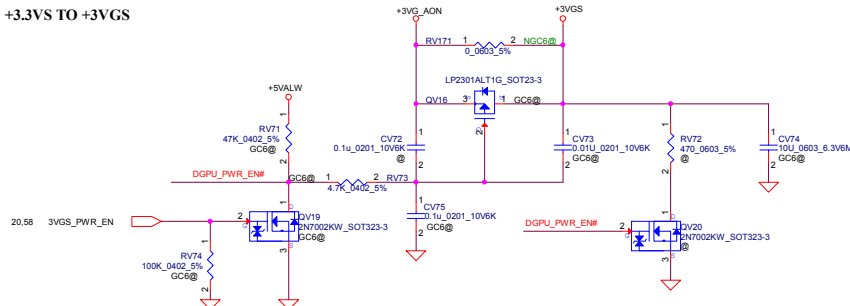 +3.3VS TO +3VGS
+3VG_AON
+3VGS
RV171
1
2
NGC6@
0_0603_5%
LP2301ALT1G_SOT23-3
+5VALW
QV16
3
S
D
1
GC6@
G
2
1
RV71
47K_0402_5%
GC6@
2
1
CV72
0.1u_0201_10V6K
@
2
1
CV73
0.01U_0201_10V6K
GC6@
2
1
RV72
470_0603_5%
@
2
1
CV74
10U_0603_6.3V6M
GC6@
2
DGPU_PWR_EN#
GC6@
1
2
RV73
4.7K_0402_5%
1
CV75
0.1u_0201_10V6K
GC6@
2
20,58
3VGS_PWR_EN
2
G
1
D
QV19
2N7002KW_SOT323-3
GC6@
S
3
1
RV74
100K_0402_5%
GC6@
2
DGPU_PWR_EN#
2
G
1
D
QV20
2N7002KW_SOT323-3
@
S
3